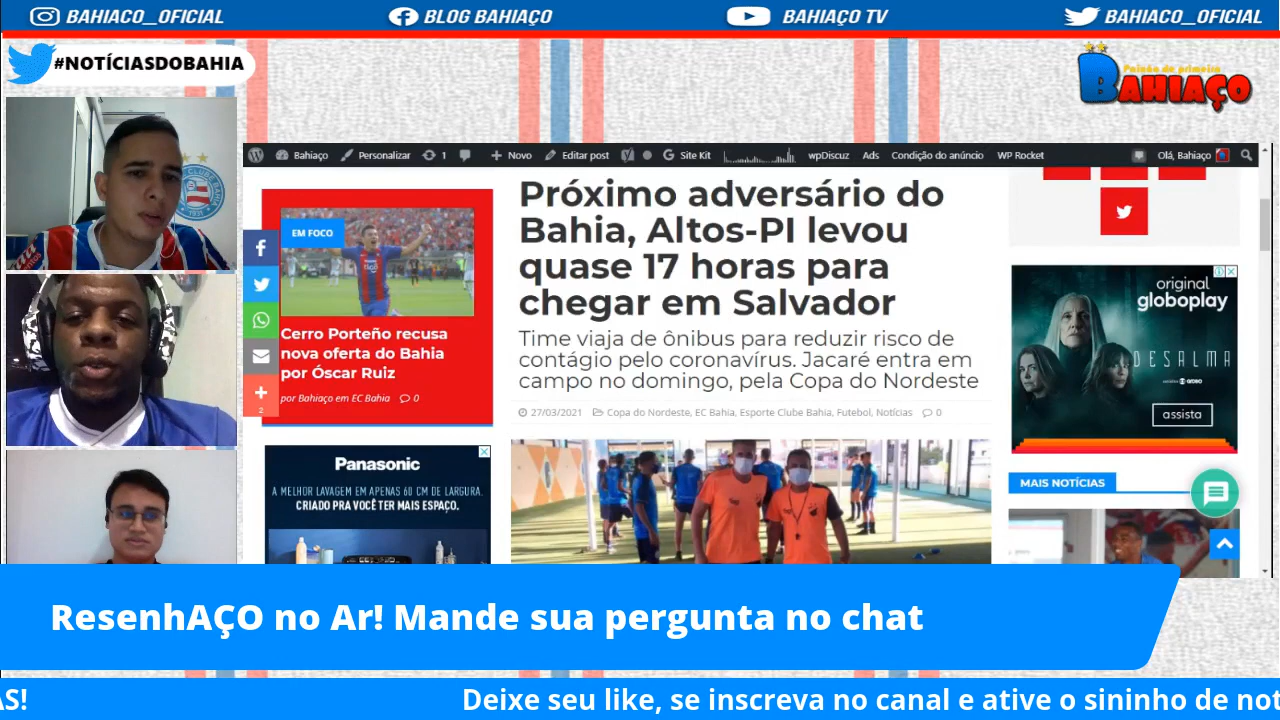 BAHIACO_OFICIAL
BLOG BAHIAÇO
BAHIAÇO TV
BAHIACO_OFICIAL
#NOTÍCIASDOBAHIA
Paixão de primeira
BAHIAÇO
Bahiaço
Personalizar
1
Novo
Editar post
Site Kit
wpDiscuz
Ads
Condição do anúncio
WP Rocket
Olá, Bahiaço
EM FOCO
Cerro Porteño recusa
nova oferta do Bahia
por Óscar Ruiz
por Bahiaço em EC Bahia 0
2
Panasonic
A MELHOR LAVAGEM EM APENAS 60 CM DE LARGURA.
CRIADO PRA VOCÊ TER MAIS ESPAÇO.
Próximo adversário do
Bahia, Altos-PI levou
quase 17 horas para
chegar em Salvador
Time viaja de ônibus para reduzir risco de
contágio pelo coronavírus. Jacaré entra em
campo no domingo, pela Copa do Nordeste
27/03/2021 Copa do Nordeste, EC Bahia, Esporte Clube Bahia, Futebol, Notícias 0
original
globoplay
DESALMA
assista
MAIS NOTÍCIAS
ResenhAÇO no Ar! Mande sua pergunta no chat
AS!
Deixe seu like, se inscreva no canal e ative o sininho de not